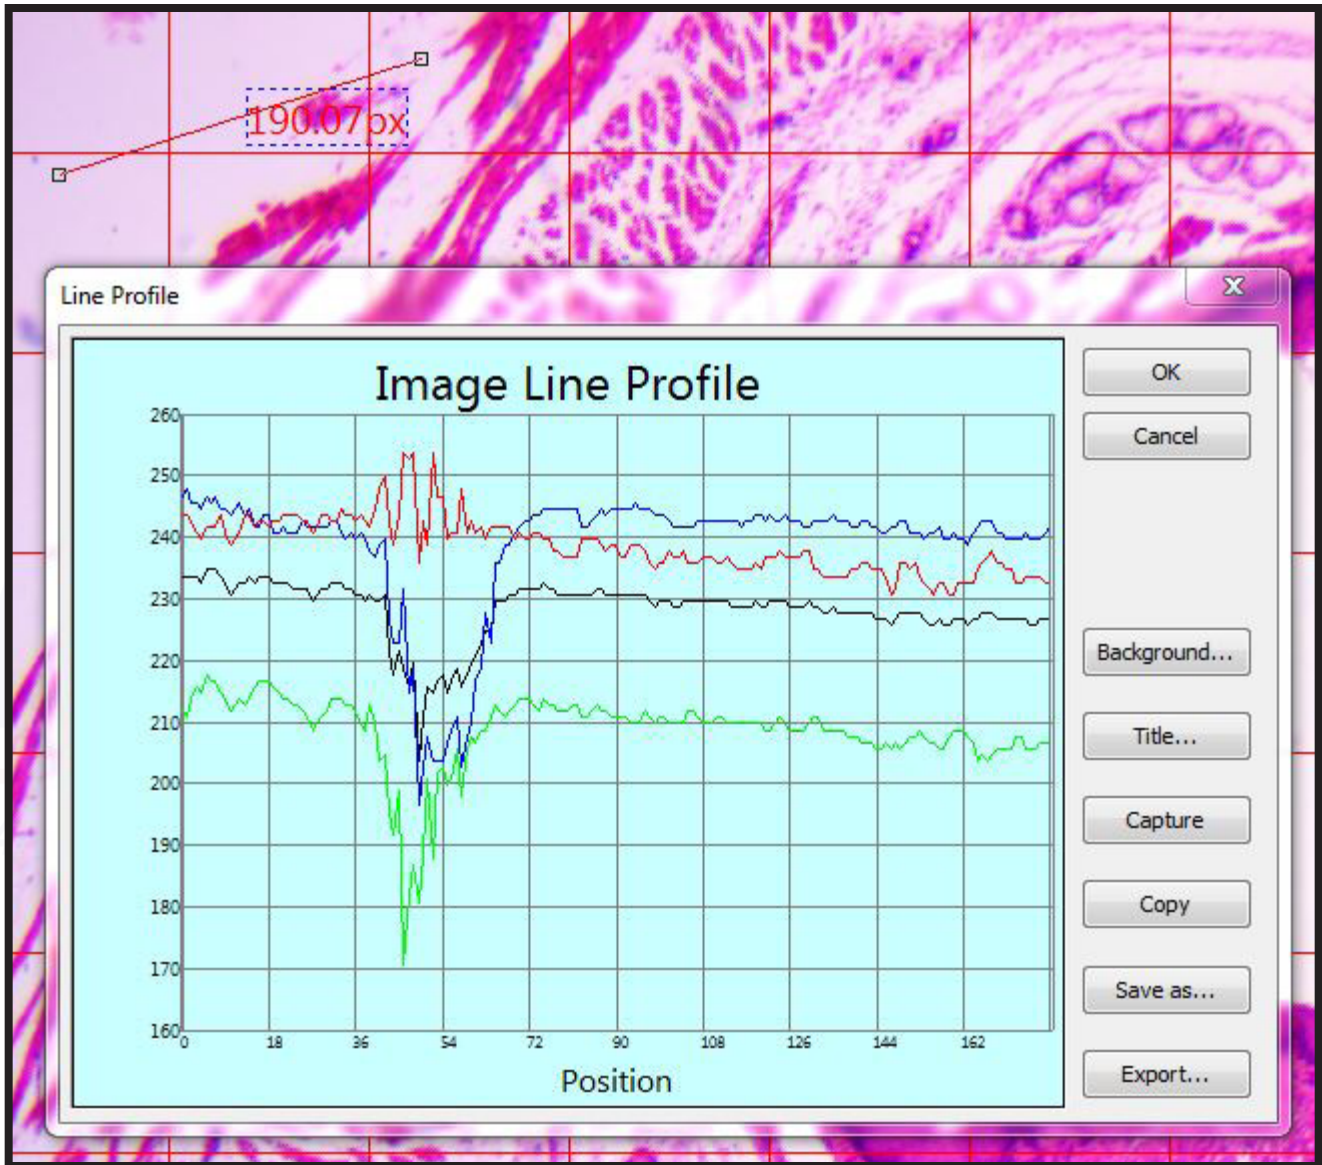 190.07px
Line Profile
X
Image Line Profile
260
250
240
230
220
210
200
190
180
170
160
0 18 36 54 72 90 108 126 144 162
Position
OK
Cancel
Background...
Title...
Capture
Copy
Save as...
Export...